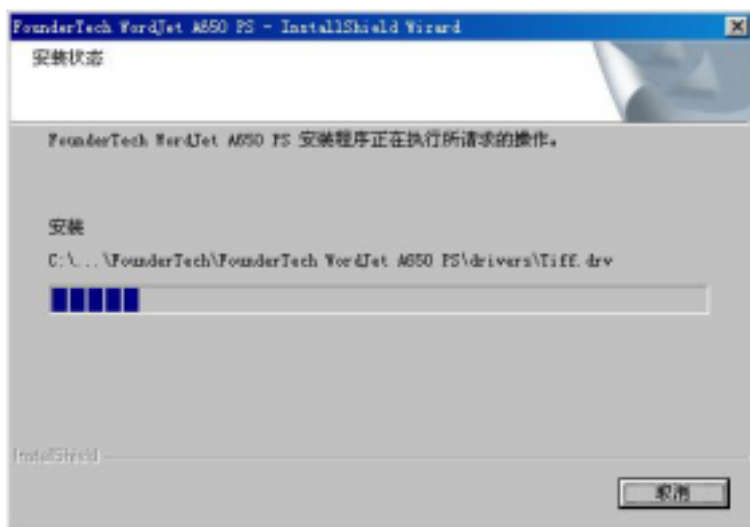 FounderTech WordJet A650 PS - InstallShield Wizard
安装状态
FounderTech WordJet A650 PS 安装程序正在执行所请求的操作。
安装
C:\...\FounderTech\FounderTech WordJet A650 PS\drivers\Tiff.drv
InstallShield
取消